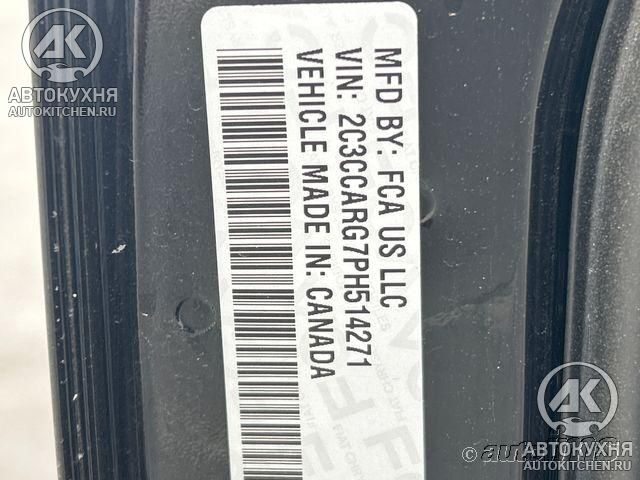 MFD BY: FCA US LLC
VIN: 2C3CCARG7PH514271
VEHICLE MADE IN: CANADA
АВТОКУХНЯ
AUTOKITCHEN.RU
АВТОКУХНЯ
AUTOKITCHEN.RU